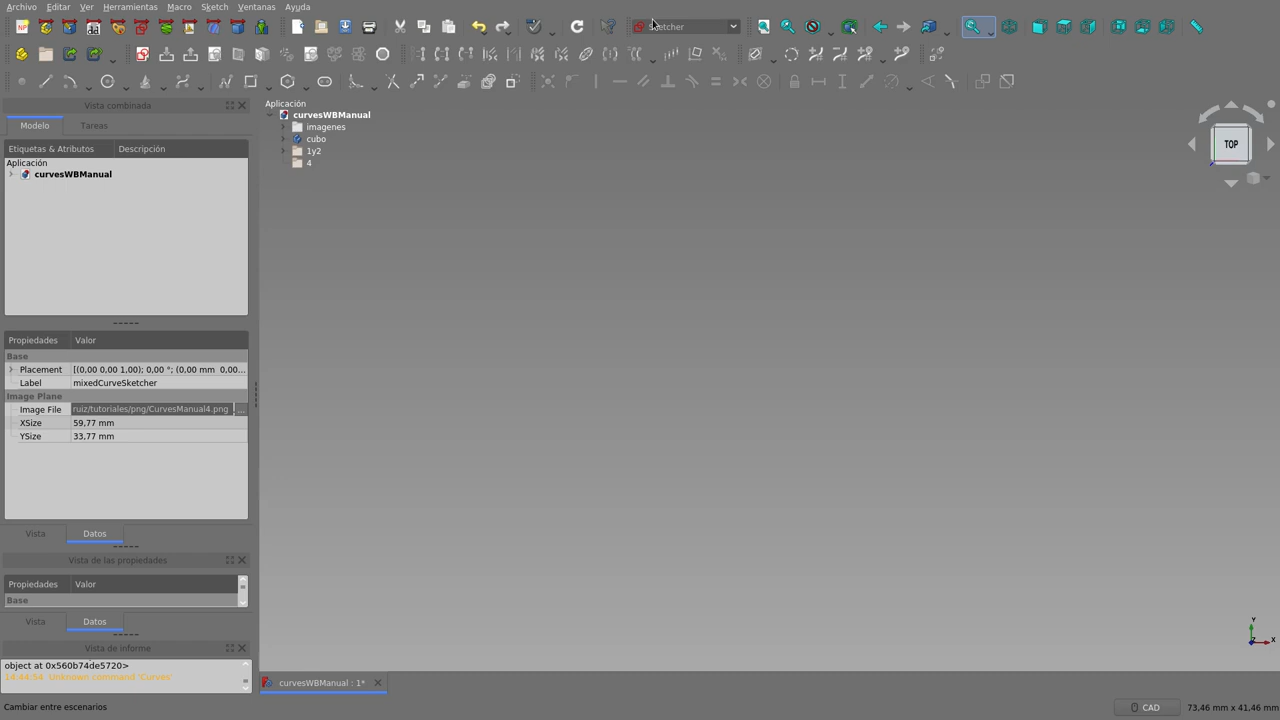 Archivo Editar Ver Herramientas Macro Sketch Ventanas Ayuda
Sketcher
Vista combinada
Modelo Tareas
Etiquetas & Atributos Descripción
Aplicación
curvesWBManual
Aplicación
curvesWBManual
imagenes
cubo
1y2
4
TOP
Propiedades Valor
Base
Placement [(0,00 0,00 1,00); 0,00 °; (0,00 mm 0,00...
Label mixedCurveSketcher
Image Plane
Image File ruiz/tutoriales/png/CurvesManual4.png ...
XSize 59,77 mm
YSize 33,77 mm
Vista Datos
Vista de las propiedades
Propiedades Valor
Base
Vista Datos
Vista de informe
object at 0x560b74de5720>
14:44:54 Unknown command 'Curves'
Y
Z X
curvesWBManual : 1*
Cambiar entre escenarios
CAD 73,46 mm x 41,46 mm